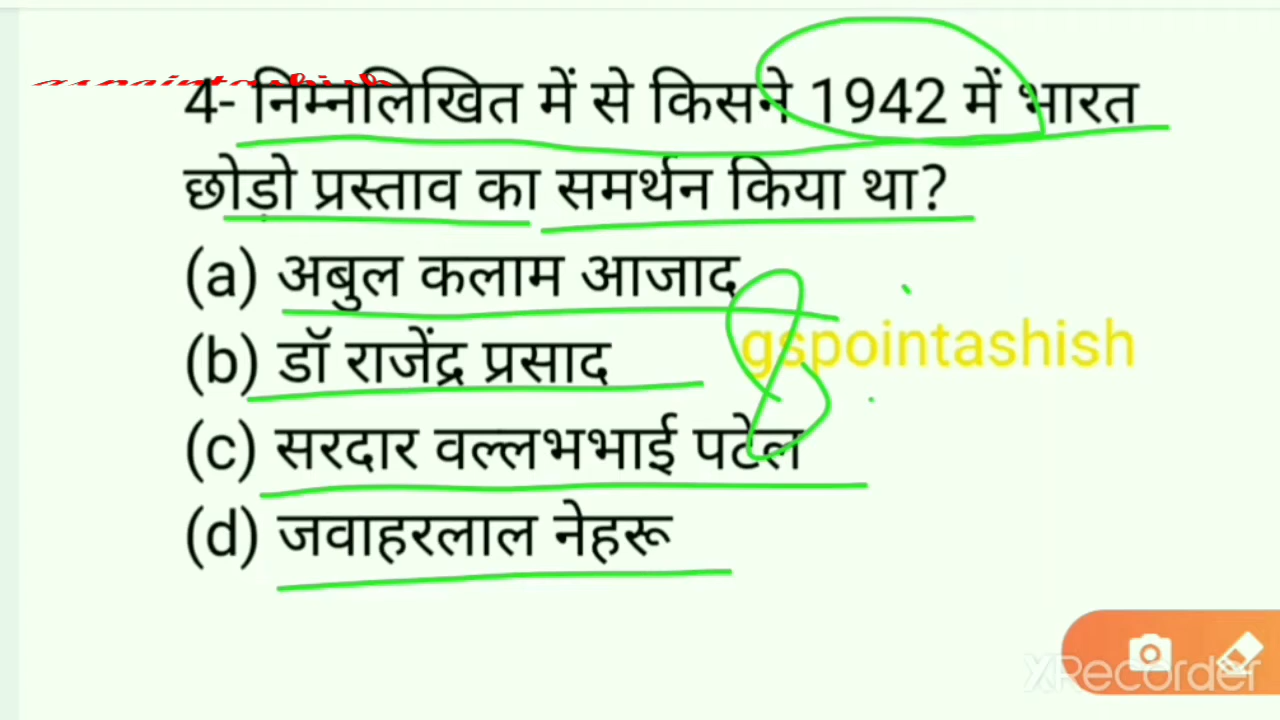 gspointashish
4- निम्नलिखित में से किसने 1942 में भारत
छोड़ो प्रस्ताव का समर्थन किया था?
(a) अबुल कलाम आजाद
gspointashish
(b) डॉ राजेंद्र प्रसाद
(c) सरदार वल्लभभाई पटेल
(d) जवाहरलाल नेहरू
XRecorder